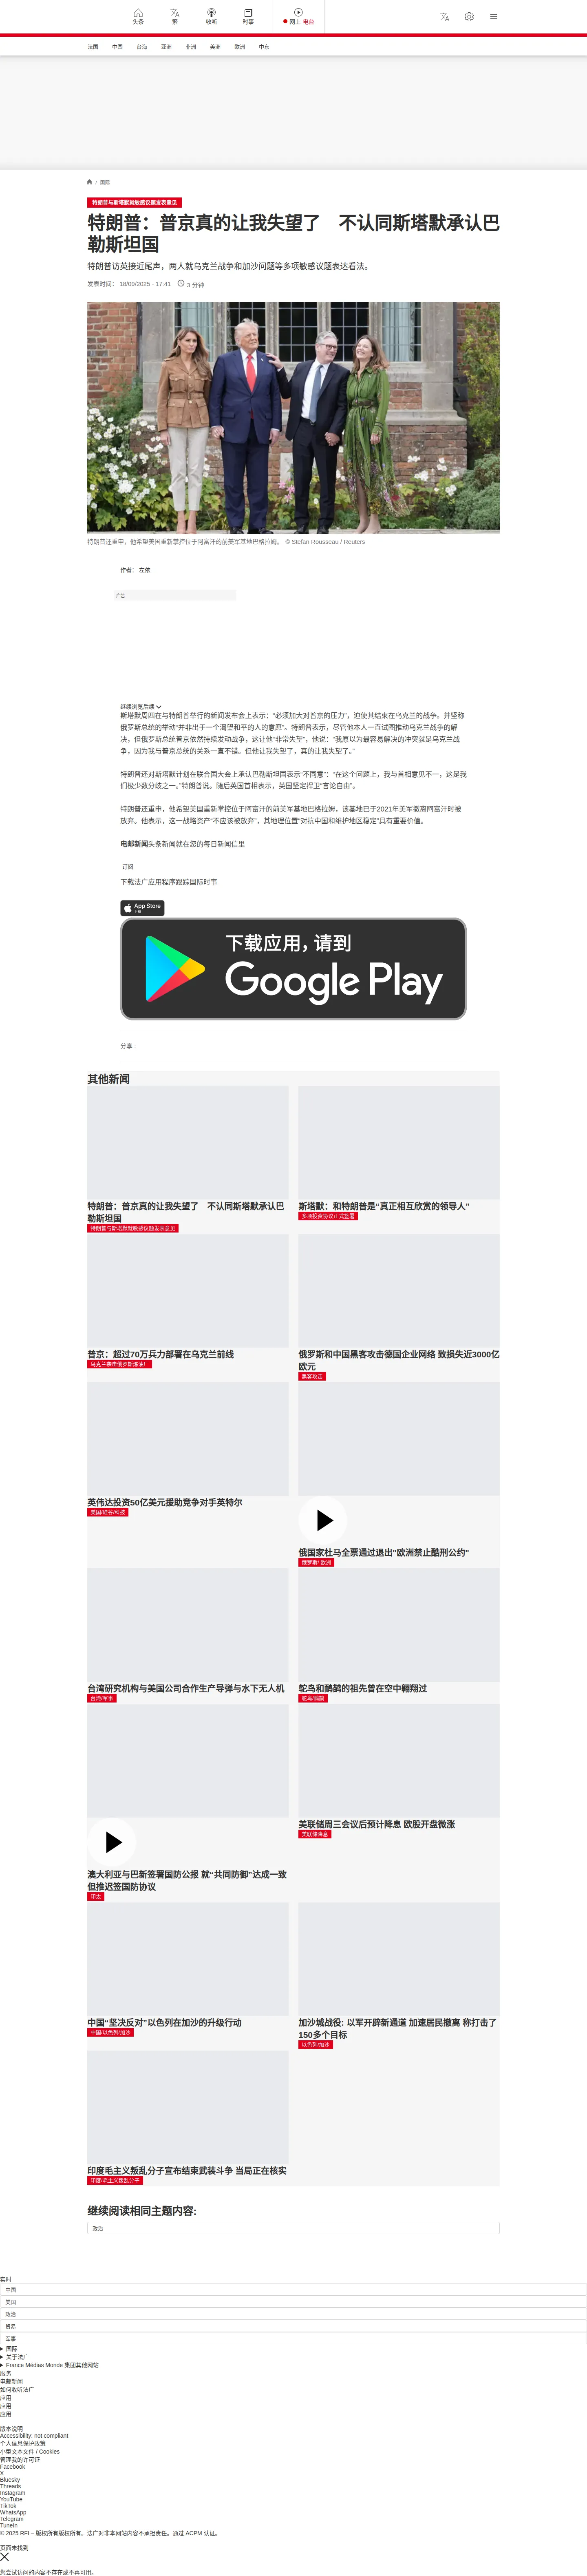 头条
繁
收听
时事
网上 电台
法国
中国
台海
亚洲
非洲
美洲
欧洲
中东
/ 国际
特朗普与斯塔默就敏感议题发表意见
特朗普：普京真的让我失望了　不认同斯塔默承认巴
勒斯坦国
特朗普访英接近尾声，两人就乌克兰战争和加沙问题等多项敏感议题表达看法。
发表时间： 18/09/2025 - 17:41
3 分钟
特朗普还重申，他希望美国重新掌控位于阿富汗的前美军基地巴格拉姆。 © Stefan Rousseau / Reuters
作者： 左依
广告
继续浏览后续
斯塔默周四在与特朗普举行的新闻发布会上表示：“必须加大对普京的压力”，迫使其结束在乌克兰的战争。并坚称
俄罗斯总统的举动“并非出于一个渴望和平的人的意愿”。特朗普表示，尽管他本人一直试图推动乌克兰战争的解
决，但俄罗斯总统普京依然持续发动战争，这让他“非常失望”，他说：“我原以为最容易解决的冲突就是乌克兰战
争，因为我与普京总统的关系一直不错。但他让我失望了，真的让我失望了。”
特朗普还对斯塔默计划在联合国大会上承认巴勒斯坦国表示“不同意”：“在这个问题上，我与首相意见不一，这是我
们极少数分歧之一。”特朗普说。随后英国首相表示，英国坚定捍卫“言论自由”。
特朗普还重申，他希望美国重新掌控位于阿富汗的前美军基地巴格拉姆，该基地已于2021年美军撤离阿富汗时被
放弃。他表示，这一战略资产“不应该被放弃”，其地理位置“对抗中国和维护地区稳定”具有重要价值。
电邮新闻头条新闻就在您的每日新闻信里
订阅
下载法广应用程序跟踪国际时事
App Store
下载
下载应用，请到
Google Play
分享 :
其他新闻
特朗普：普京真的让我失望了　不认同斯塔默承认巴
勒斯坦国
特朗普与斯塔默就敏感议题发表意见
斯塔默：和特朗普是“真正相互欣赏的领导人”
多项投资协议正式签署
普京：超过70万兵力部署在乌克兰前线
乌克兰袭击俄罗斯炼油厂
俄罗斯和中国黑客攻击德国企业网络 致损失近3000亿
欧元
黑客攻击
英伟达投资50亿美元援助竞争对手英特尔
美国/硅谷/科技
俄国家杜马全票通过退出"欧洲禁止酷刑公约"
俄罗斯/ 欧洲
台湾研究机构与美国公司合作生产导弹与水下无人机
台湾/军事
鸵鸟和鹋鹋的祖先曾在空中翱翔过
鸵鸟/鹋鹋
澳大利亚与巴新签署国防公报 就“共同防御”达成一致
但推迟签国防协议
印太
美联储周三会议后预计降息 欧股开盘微涨
美联储降息
中国“坚决反对”以色列在加沙的升级行动
中国/以色列/加沙
加沙城战役: 以军开辟新通道 加速居民撤离 称打击了
150多个目标
以色列/加沙
印度毛主义叛乱分子宣布结束武装斗争 当局正在核实
印度/毛主义叛乱分子
继续阅读相同主题内容:
政治
实时
中国
美国
政治
贸易
军事
国际
关于法广
France Médias Monde 集团其他网站
服务
电邮新闻
如何收听法广
应用
应用
应用
版本说明
Accessibility: not compliant
个人信息保护政策
小型文本文件 / Cookies
管理我的许可证
Facebook
X
Bluesky
Threads
Instagram
YouTube
TikTok
WhatsApp
Telegram
TuneIn
© 2025 RFI – 版权所有版权所有。法广对非本网站内容不承担责任。通过 ACPM 认证。
页面未找到
您尝试访问的内容不存在或不再可用。